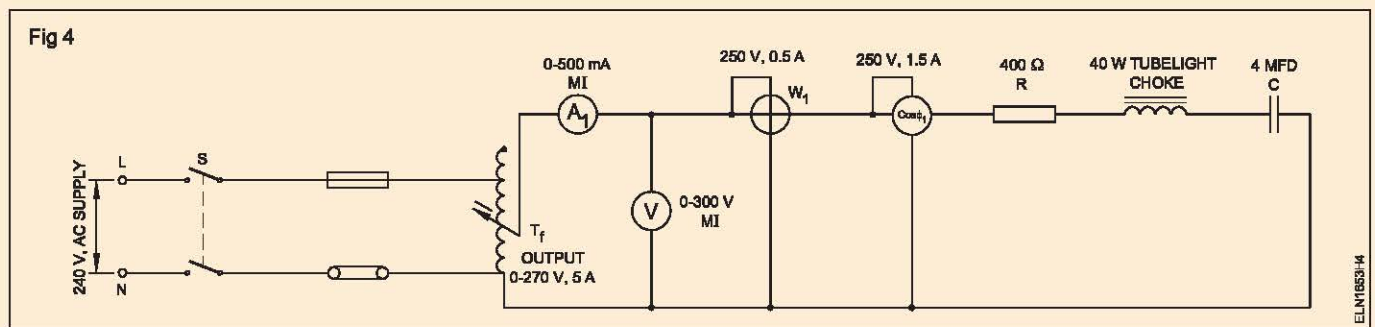 Fig 4
240 V, AC SUPPLY
L
N
S
Tf
OUTPUT
0-270 V, 5 A
0-500 mA
MI
A1
V
0-300 V
MI
250 V, 0.5 A
W1
250 V, 1.5 A
Cosϕ1
400 Ω
R
40 W TUBELIGHT
CHOKE
4 MFD
C
ELN1653H4